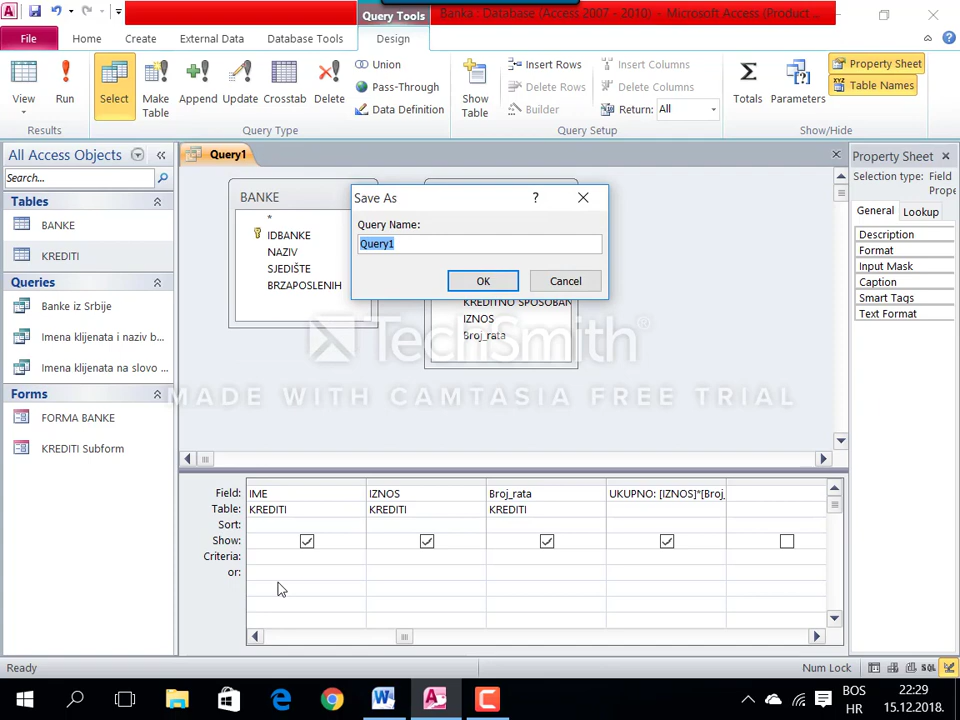 Query Tools
Banka : Database (Access 2007 - 2010) - Microsoft Access (Product ...
File
Home
Create
External Data
Database Tools
Design
View
Run
Select
Make Table
Append
Update
Crosstab
Delete
Union
Pass-Through
Data Definition
Show Table
Insert Rows
Delete Rows
Builder
Insert Columns
Delete Columns
Return: All
Totals
Parameters
Property Sheet
Table Names
Results
Query Type
Query Setup
Show/Hide
All Access Objects
Search...
Tables
BANKE
KREDITI
Queries
Banke iz Srbije
Imena klijenata i naziv b...
Imena klijenata na slovo ...
Forms
FORMA BANKE
KREDITI Subform
Query1
BANKE
*
IDBANKE
NAZIV
SJEDIŠTE
BRZAPOSLENIH
Save As
Query Name:
Query1
OK
Cancel
KREDITNO SPOSOBAN
IZNOS
Broj_rata
TechSmith®
MADE WITH CAMTASIA FREE TRIAL
Property Sheet
Selection type: Field
Prope
General
Lookup
Description
Format
Input Mask
Caption
Smart Tags
Text Format
Field: IME IZNOS Broj_rata UKUPNO: [IZNOS]*[Broj_
Table: KREDITI KREDITI KREDITI
Sort:
Show:
Criteria:
or:
Ready
Num Lock
SQL
BOS
HR
22:29
15.12.2018.